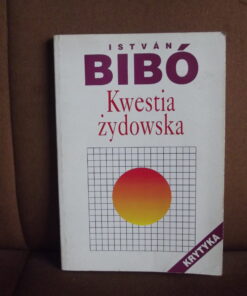 ISTVÁN
BIBÓ
Kwestia
żydowska
KRYTYKA